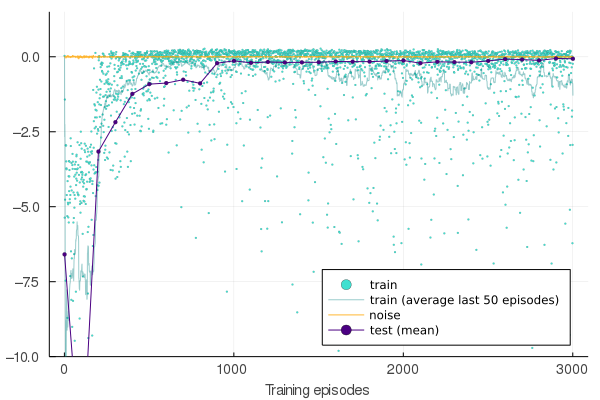 0.0
−2.5
−5.0
−7.5
−10.0
0
1000
2000
3000
Training episodes
train
train (average last 50 episodes)
noise
test (mean)